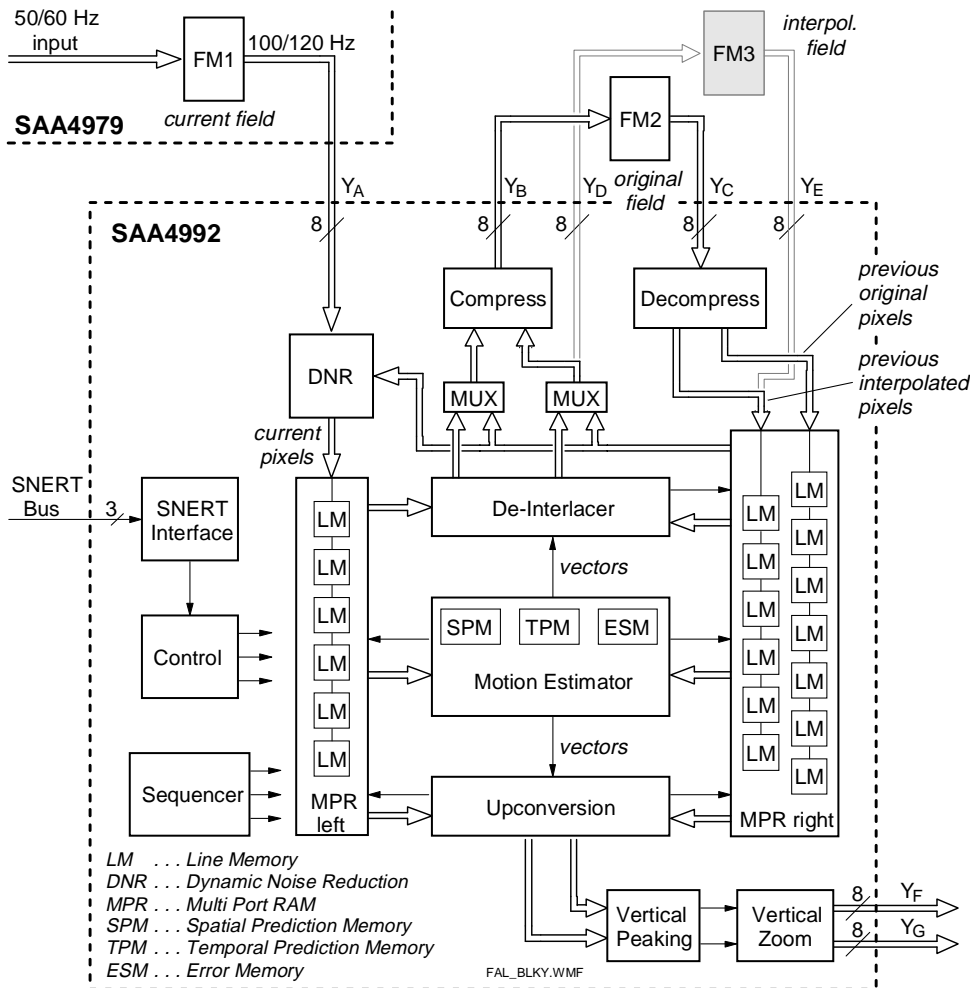 50/60 Hz
input
FM1
100/120 Hz
current field
SAA4979
interpol.
field
FM3
FM2
original
field
YA
YB
YD
YC
YE
8
8
8
8
8
SAA4992
Compress
Decompress
previous
original
pixels
previous
interpolated
pixels
DNR
MUX
MUX
current
pixels
SNERT
Bus
3
SNERT
Interface
Control
Sequencer
LM
LM
LM
LM
LM
LM
MPR
left
De-Interlacer
vectors
SPM
TPM
ESM
Motion Estimator
vectors
Upconversion
LM
LM
LM
LM
LM
LM
LM
LM
LM
LM
LM
LM
LM
MPR right
LM . . . Line Memory
DNR . . . Dynamic Noise Reduction
MPR . . . Multi Port RAM
SPM . . . Spatial Prediction Memory
TPM . . . Temporal Prediction Memory
ESM . . . Error Memory
Vertical
Peaking
Vertical
Zoom
8
YF
8
YG
FAL_BLKY.WMF